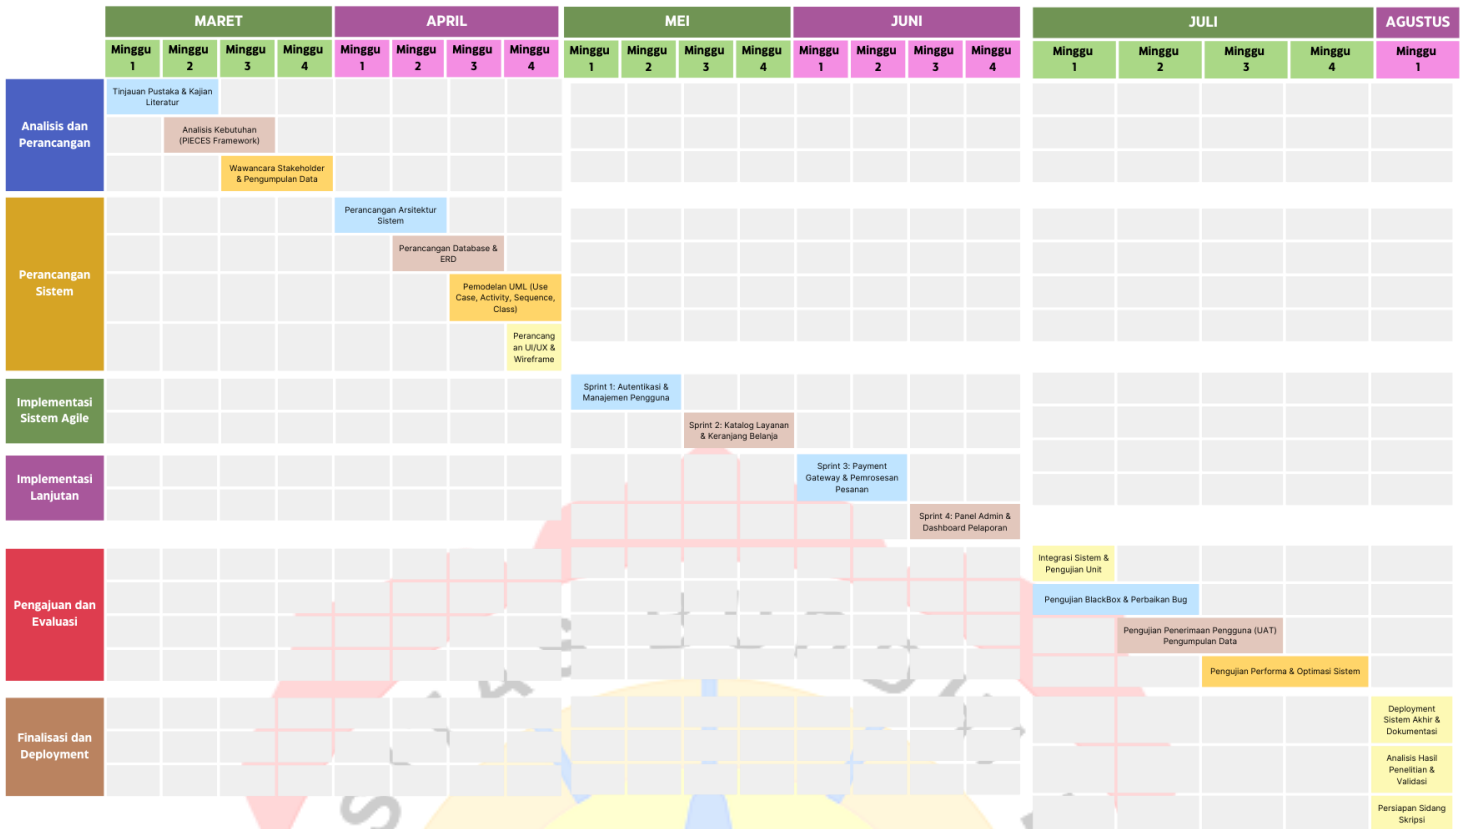 MARET APRIL MEI JUNI JULI AGUSTUS
Minggu Minggu Minggu Minggu Minggu Minggu Minggu Minggu Minggu Minggu Minggu Minggu Minggu Minggu Minggu Minggu Minggu Minggu Minggu Minggu Minggu
1 2 3 4 1 2 3 4 1 2 3 4 1 2 3 4 1 2 3 4 1
Analisis dan
Perancangan
Tinjauan Pustaka & Kajian
Literatur
Analisis Kebutuhan
(PIECES Framework)
Wawancara Stakeholder
& Pengumpulan Data
Perancangan
Sistem
Perancangan Arsitektur
Sistem
Perancangan Database &
ERD
Pemodelan UML (Use
Case, Activity, Sequence,
Class)
Perancang
an UI/UX &
Wireframe
Implementasi
Sistem Agile
Sprint 1: Autentikasi &
Manajemen Pengguna
Sprint 2: Katalog Layanan
& Keranjang Belanja
Implementasi
Lanjutan
Sprint 3: Payment
Gateway & Pemrosesan
Pesanan
Sprint 4: Panel Admin &
Dashboard Pelaporan
Pengajuan dan
Evaluasi
Integrasi Sistem &
Pengujian Unit
Pengujian BlackBox & Perbaikan Bug
Pengujian Penerimaan Pengguna (UAT)
Pengumpulan Data
Pengujian Performa & Optimasi Sistem
Finalisasi dan
Deployment
Deployment
Sistem Akhir &
Dokumentasi
Analisis Hasil
Penelitian &
Validasi
Persiapan Sidang
Skripsi